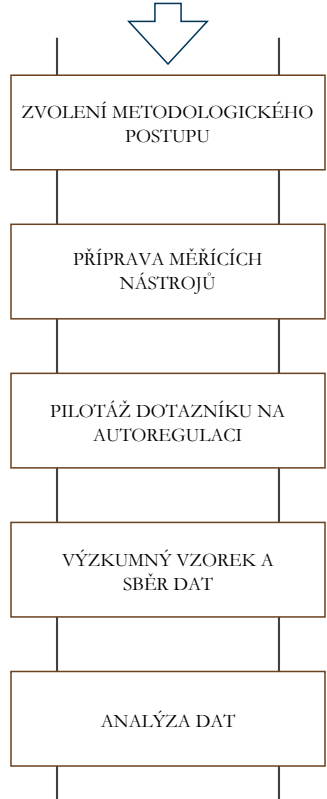 ZVOLENÍ METODOLOGICKÉHO
POSTUPU
PŘÍPRAVA MĚŘÍCÍCH
NÁSTROJŮ
PILOTÁŽ DOTAZNÍKU NA
AUTOREGULACI
VÝZKUMNÝ VZOREK A
SBĚR DAT
ANALÝZA DAT